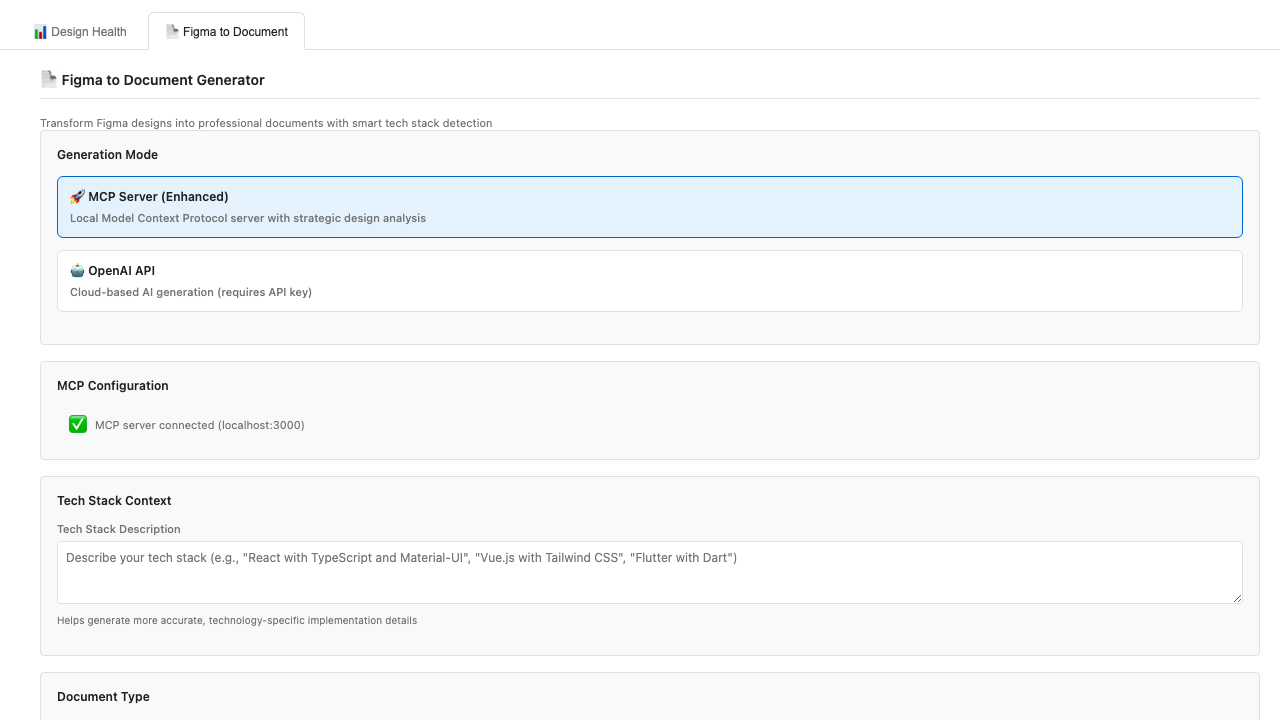 Design Health
Figma to Document
Figma to Document Generator
Transform Figma designs into professional documents with smart tech stack detection
Generation Mode
🚀 MCP Server (Enhanced)
Local Model Context Protocol server with strategic design analysis
🤖 OpenAI API
Cloud-based AI generation (requires API key)
MCP Configuration
✅ MCP server connected (localhost:3000)
Tech Stack Context
Tech Stack Description
Describe your tech stack (e.g., "React with TypeScript and Material-UI", "Vue.js with Tailwind CSS", "Flutter with Dart")
Helps generate more accurate, technology-specific implementation details
Document Type